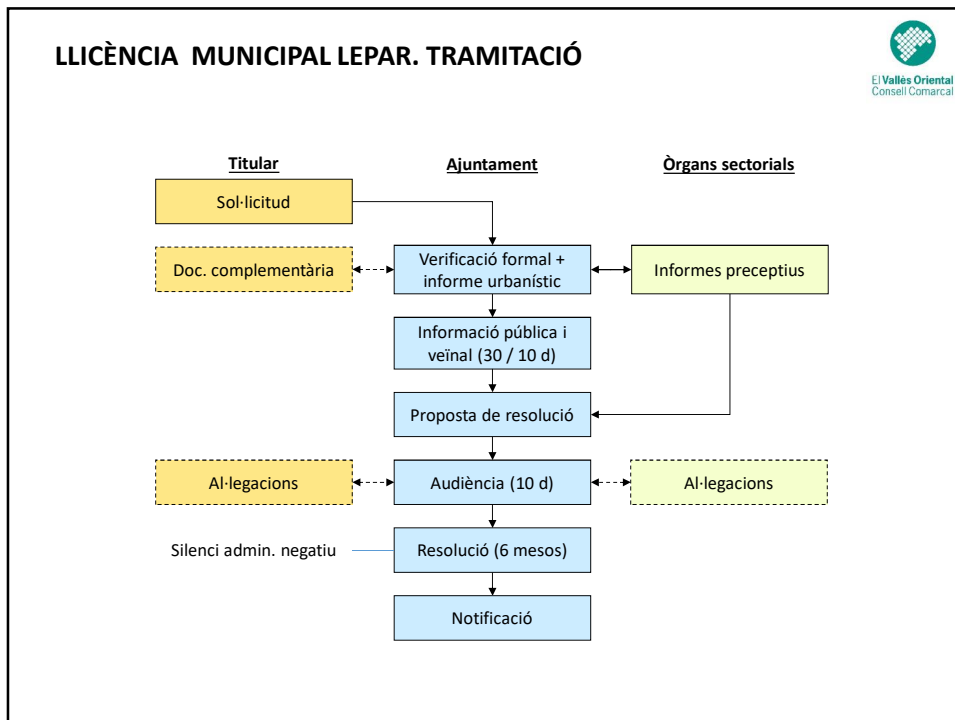 LLICÈNCIA MUNICIPAL LEPAR. TRAMITACIÓ
El Vallès Oriental
Consell Comarcal
Titular
Ajuntament
Òrgans sectorials
Sol·licitud
Doc. complementària
Verificació formal +
informe urbanístic
Informes preceptius
Informació pública i
veïnal (30 / 10 d)
Proposta de resolució
Al·legacions
Audiència (10 d)
Al·legacions
Silenci admin. negatiu
Resolució (6 mesos)
Notificació